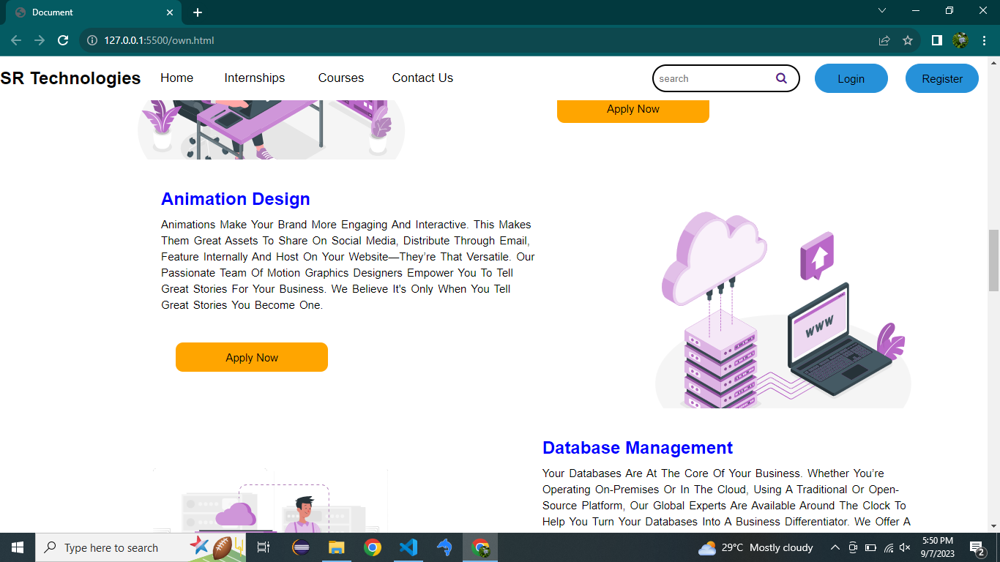 Document
127.0.0.1:5500/own.html
SR Technologies
Home
Internships
Courses
Contact Us
search
Login
Register
Apply Now
Animation Design
Animations Make Your Brand More Engaging And Interactive. This Makes
Them Great Assets To Share On Social Media, Distribute Through Email,
Feature Internally And Host On Your Website—They’re That Versatile. Our
Passionate Team Of Motion Graphics Designers Empower You To Tell
Great Stories For Your Business. We Believe It's Only When You Tell
Great Stories You Become One.
Apply Now
WWW
Database Management
Your Databases Are At The Core Of Your Business. Whether You’re
Operating On-Premises Or In The Cloud, Using A Traditional Or Open-
Source Platform, Our Global Experts Are Available Around The Clock To
Help You Turn Your Databases Into A Business Differentiator. We Offer A
Type here to search
29°C Mostly cloudy
5:50 PM
9/7/2023
2